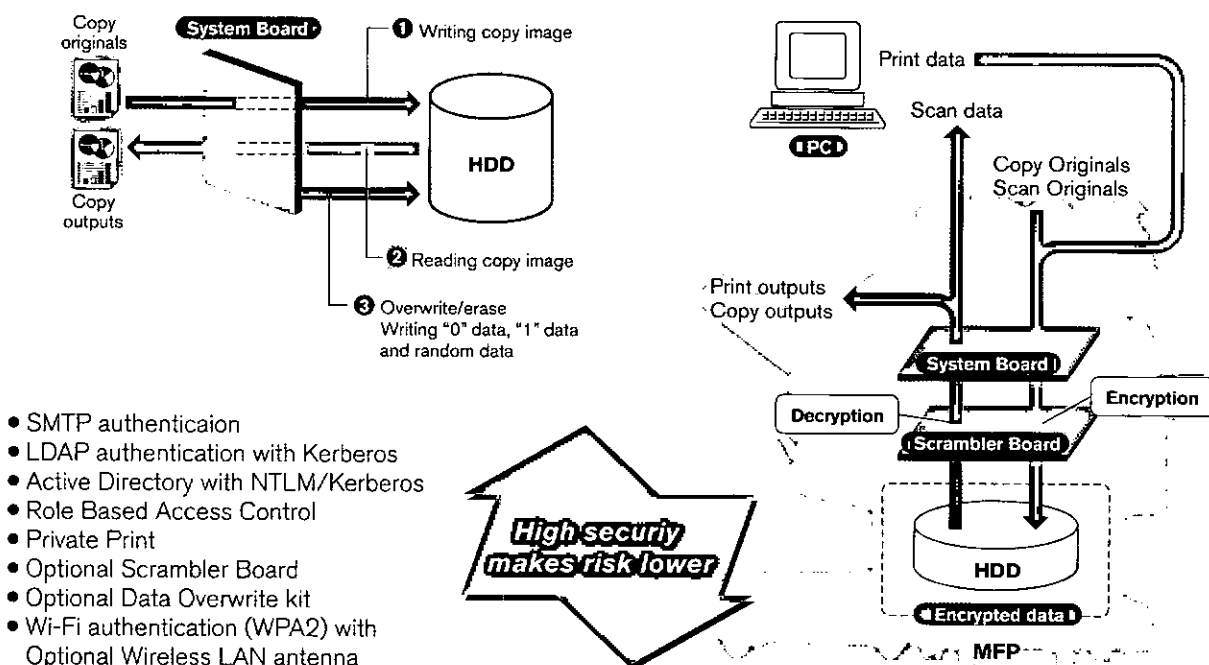 Copy
originals
System Board
❶ Writing copy image
HDD
Copy
outputs
❷ Reading copy image
❸ Overwrite/erase
Writing "0" data, "1" data
and random data
Print data
PC
Scan data
Copy Originals
Scan Originals
Print outputs
Copy outputs
System Board
Decryption
Encryption
Scrambler Board
HDD
Encrypted data
MFP
• SMTP authenticaion
• LDAP authentication with Kerberos
• Active Directory with NTLM/Kerberos
• Role Based Access Control
• Private Print
• Optional Scrambler Board
• Optional Data Overwrite kit
• Wi-Fi authentication (WPA2) with
Optional Wireless LAN antenna
High securiy
makes risk lower